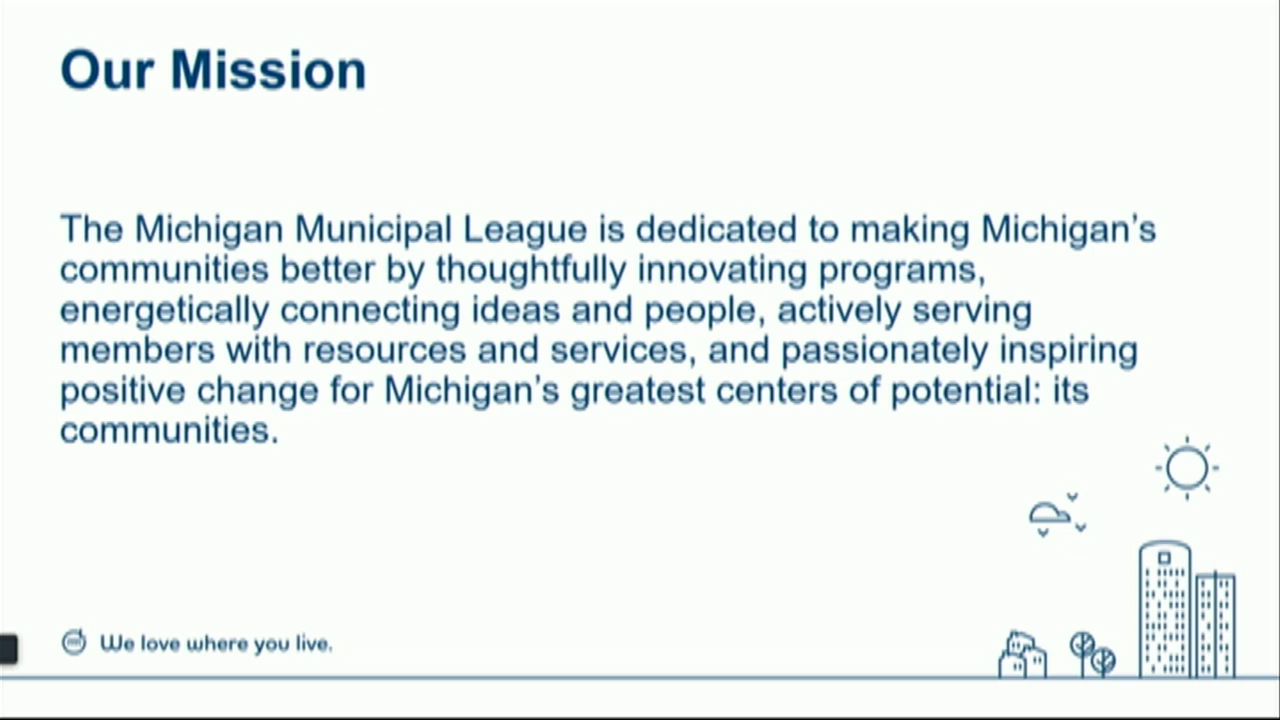 Our Mission
The Michigan Municipal League is dedicated to making Michigan’s
communities better by thoughtfully innovating programs,
energetically connecting ideas and people, actively serving
members with resources and services, and passionately inspiring
positive change for Michigan’s greatest centers of potential: its
communities.
We love where you live.